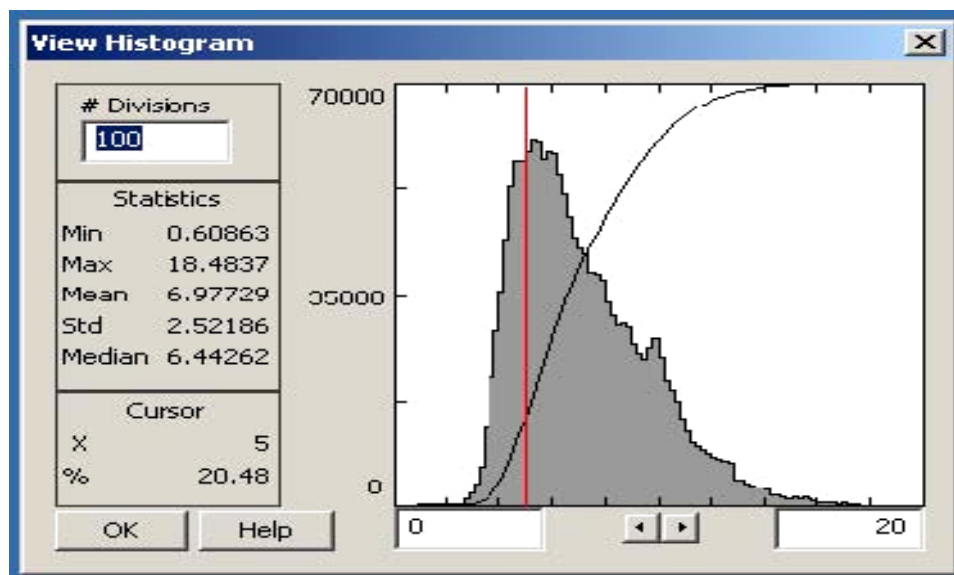 View Histogram
# Divisions
100
Statistics
Min 0.60863
Max 18.4837
Mean 6.97729
Std 2.52186
Median 6.44262
Cursor
X 5
% 20.48
OK
Help
70000
35000
0
0
20